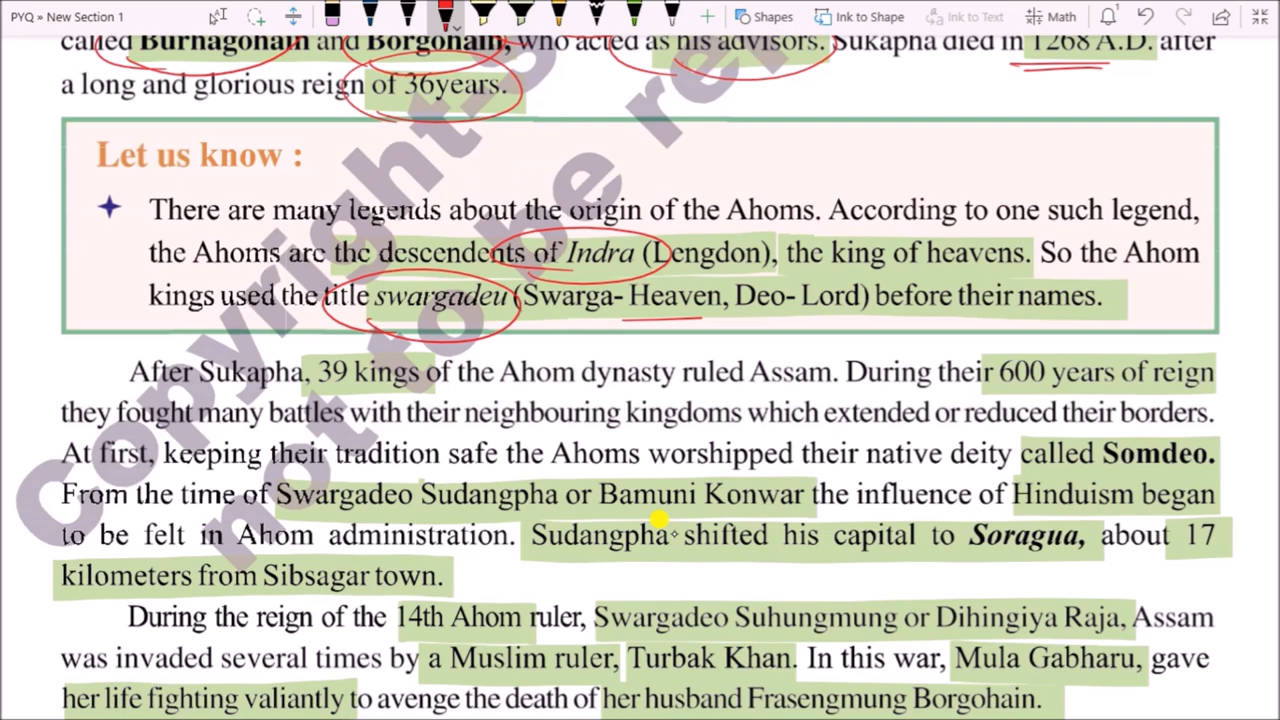 PYQ » New Section 1
Shapes
Ink to Shape
Ink to Text
Math
called Burhagohain and Borgohain, who acted as his advisors. Sukapha died in 1268 A.D. after
a long and glorious reign of 36years.
Let us know :
There are many legends about the origin of the Ahoms. According to one such legend,
the Ahoms are the descendents of Indra (Lengdon), the king of heavens. So the Ahom
kings used the title swargadeu (Swarga- Heaven, Deo- Lord) before their names.
After Sukapha, 39 kings of the Ahom dynasty ruled Assam. During their 600 years of reign
they fought many battles with their neighbouring kingdoms which extended or reduced their borders.
At first, keeping their tradition safe the Ahoms worshipped their native deity called Somdeo.
From the time of Swargadeo Sudangpha or Bamuni Konwar the influence of Hinduism began
to be felt in Ahom administration. Sudangpha shifted his capital to Soragua, about 17
kilometers from Sibsagar town.
During the reign of the 14th Ahom ruler, Swargadeo Suhungmung or Dihingiya Raja, Assam
was invaded several times by a Muslim ruler, Turbak Khan. In this war, Mula Gabharu, gave
her life fighting valiantly to avenge the death of her husband Frasengmung Borgohain.
Copyright
not to be